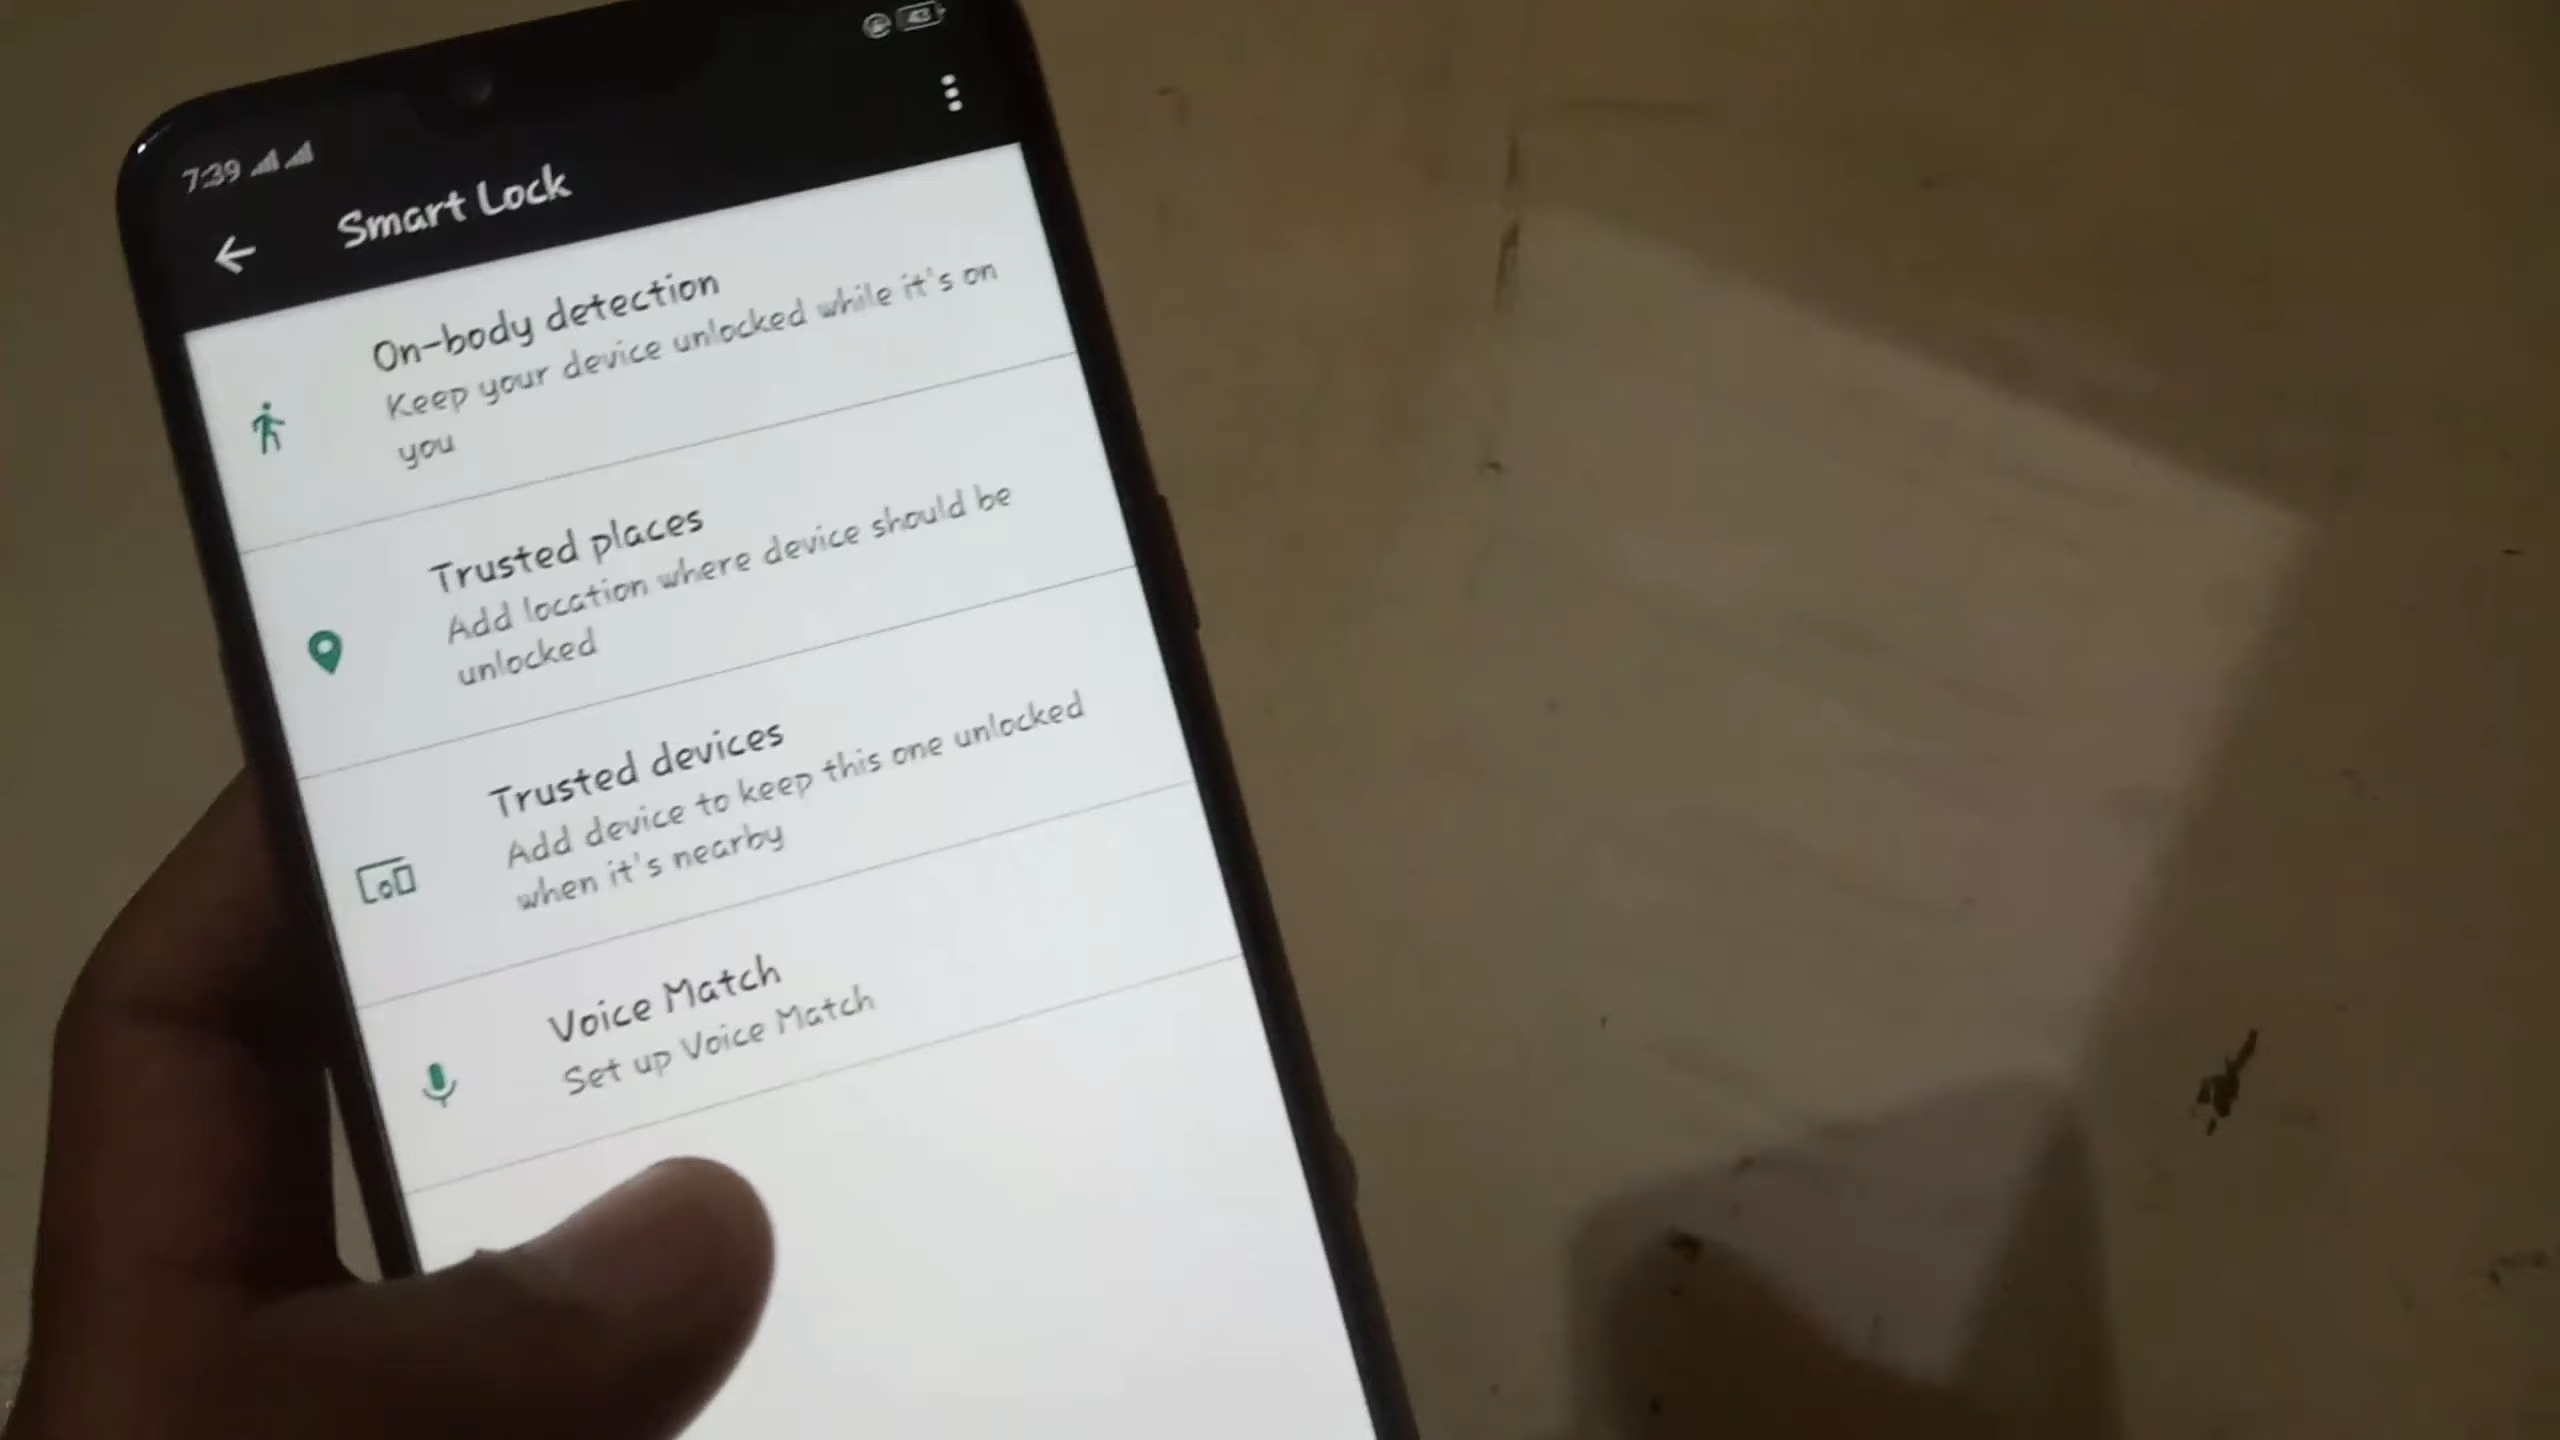 43
7:39
Smart Lock
On-body detection
Keep your device unlocked while it's on
you
Trusted places
Add location where device should be
unlocked
Trusted devices
Add device to keep this one unlocked
when it's nearby
Voice Match
Set up Voice Match